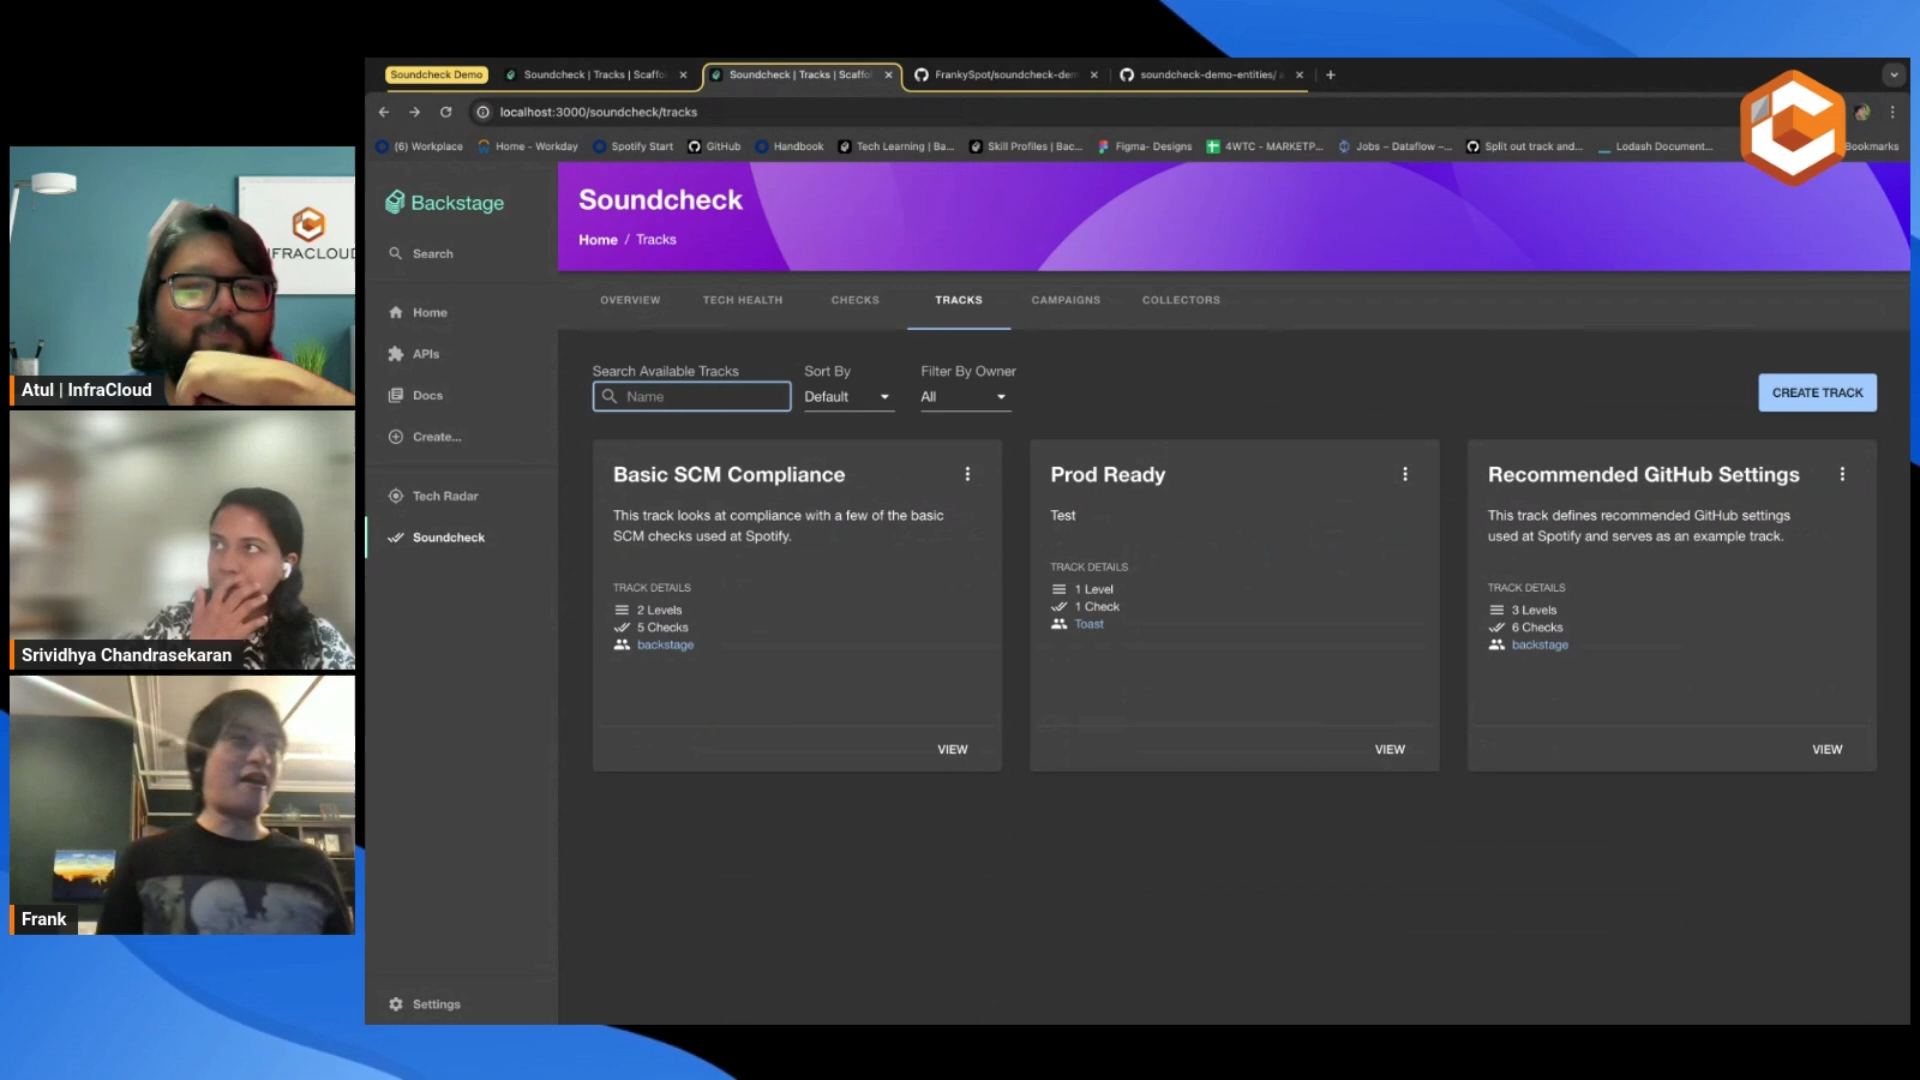 Soundcheck Demo
Soundcheck | Tracks | Scaffo
Soundcheck | Tracks | Scaffol
FrankySpot/soundcheck-dem
soundcheck-demo-entities/
localhost:3000/soundcheck/tracks
(6) Workplace
Home - Workday
Spotify Start
GitHub
Handbook
Tech Learning | Ba...
Skill Profiles | Bac...
Figma- Designs
4WTC - MARKETP...
Jobs – Dataflow –...
Split out track and...
Lodash Document...
Bookmarks
Backstage
Search
Home
APIs
Docs
Create...
Tech Radar
Soundcheck
Settings
Soundcheck
Home / Tracks
OVERVIEW
TECH HEALTH
CHECKS
TRACKS
CAMPAIGNS
COLLECTORS
Search Available Tracks
Name
Sort By
Default
Filter By Owner
All
CREATE TRACK
Basic SCM Compliance
This track looks at compliance with a few of the basic
SCM checks used at Spotify.
TRACK DETAILS
2 Levels
5 Checks
backstage
VIEW
Prod Ready
Test
TRACK DETAILS
1 Level
1 Check
Toast
VIEW
Recommended GitHub Settings
This track defines recommended GitHub settings
used at Spotify and serves as an example track.
TRACK DETAILS
3 Levels
6 Checks
backstage
VIEW
FRACLOUD
Atul | InfraCloud
Srividhya Chandrasekaran
Frank